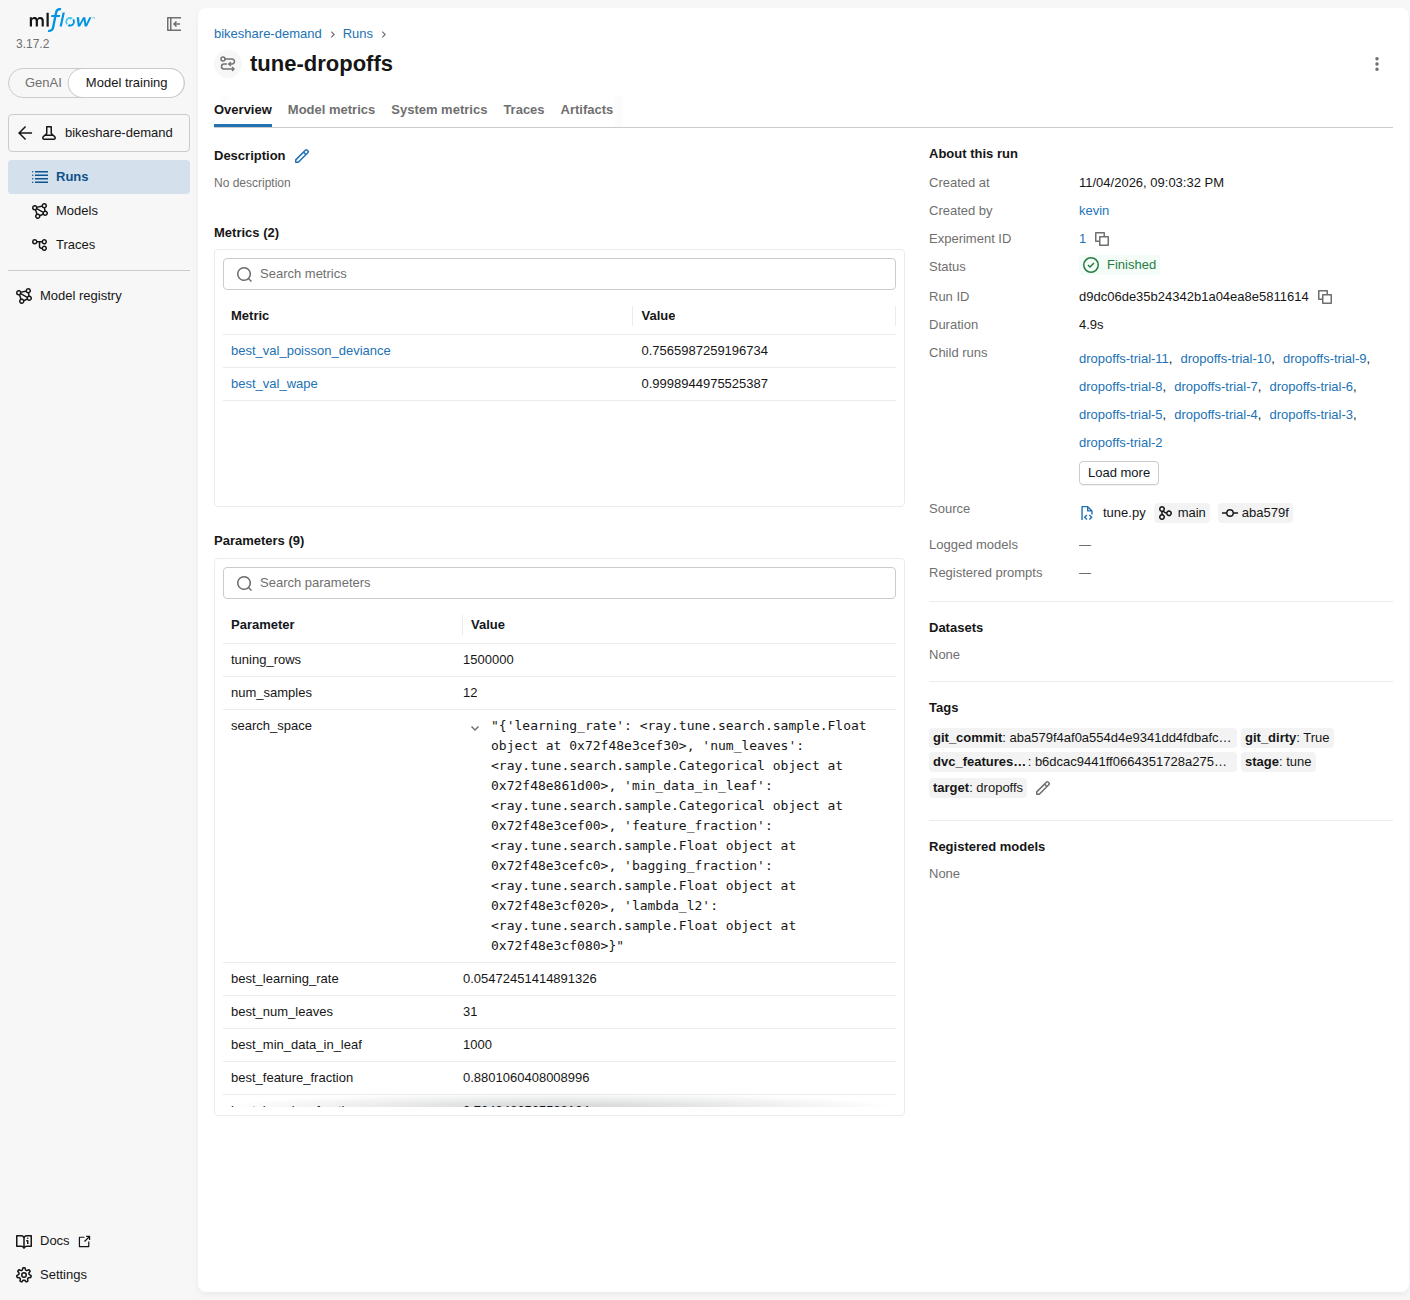 mlflow
3.17.2
GenAI
Model training
bikeshare-demand
Runs
Models
Traces
Model registry
Docs
Settings
bikeshare-demand > Runs >
tune-dropoffs
Overview
Model metrics
System metrics
Traces
Artifacts
Description
No description
Metrics (2)
Search metrics
Metric Value
best_val_poisson_deviance 0.7565987259196734
best_val_wape 0.9998944975525387
Parameters (9)
Search parameters
Parameter Value
tuning_rows 1500000
num_samples 12
search_space "{'learning_rate': <ray.tune.search.sample.Float
object at 0x72f48e3cef30>, 'num_leaves':
<ray.tune.search.sample.Categorical object at
0x72f48e861d00>, 'min_data_in_leaf':
<ray.tune.search.sample.Categorical object at
0x72f48e3cef00>, 'feature_fraction':
<ray.tune.search.sample.Float object at
0x72f48e3cefc0>, 'bagging_fraction':
<ray.tune.search.sample.Float object at
0x72f48e3cf020>, 'lambda_l2':
<ray.tune.search.sample.Float object at
0x72f48e3cf080>}"
best_learning_rate 0.05472451414891326
best_num_leaves 31
best_min_data_in_leaf 1000
best_feature_fraction 0.8801060408008996
About this run
Created at 11/04/2026, 09:03:32 PM
Created by kevin
Experiment ID 1
Status Finished
Run ID d9dc06de35b24342b1a04ea8e5811614
Duration 4.9s
Child runs dropoffs-trial-11, dropoffs-trial-10, dropoffs-trial-9,
dropoffs-trial-8, dropoffs-trial-7, dropoffs-trial-6,
dropoffs-trial-5, dropoffs-trial-4, dropoffs-trial-3,
dropoffs-trial-2
Load more
Source tune.py main aba579f
Logged models —
Registered prompts —
Datasets
None
Tags
git_commit: aba579f4af0a554d4e9341dd4fdbafc… git_dirty: True
dvc_features…: b6dcac9441ff0664351728a275… stage: tune
target: dropoffs
Registered models
None